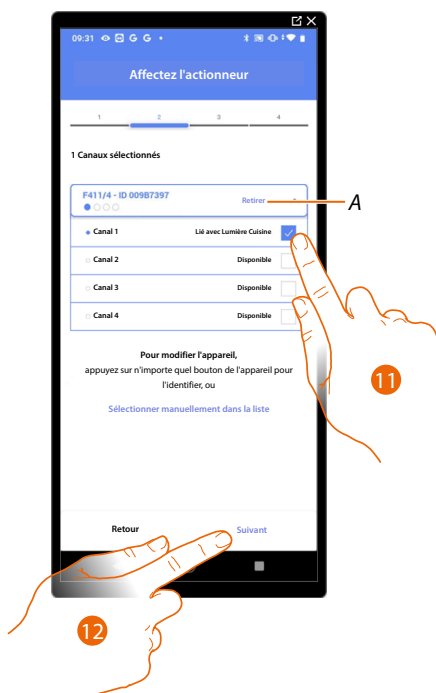 09:31 G G
Affectez l'actionneur
1 2 3 4
1 Canaux sélectionnés
F411/4 - ID 009B7397
Retirer
A
Canal 1 Lié avec Lumière Cuisine
Canal 2 Disponible
Canal 3 Disponible
Canal 4 Disponible
Pour modifier l'appareil,
appuyez sur n'importe quel bouton de l'appareil pour
l'identifier, ou
Sélectionner manuellement dans la liste
11
Retour Suivant
12